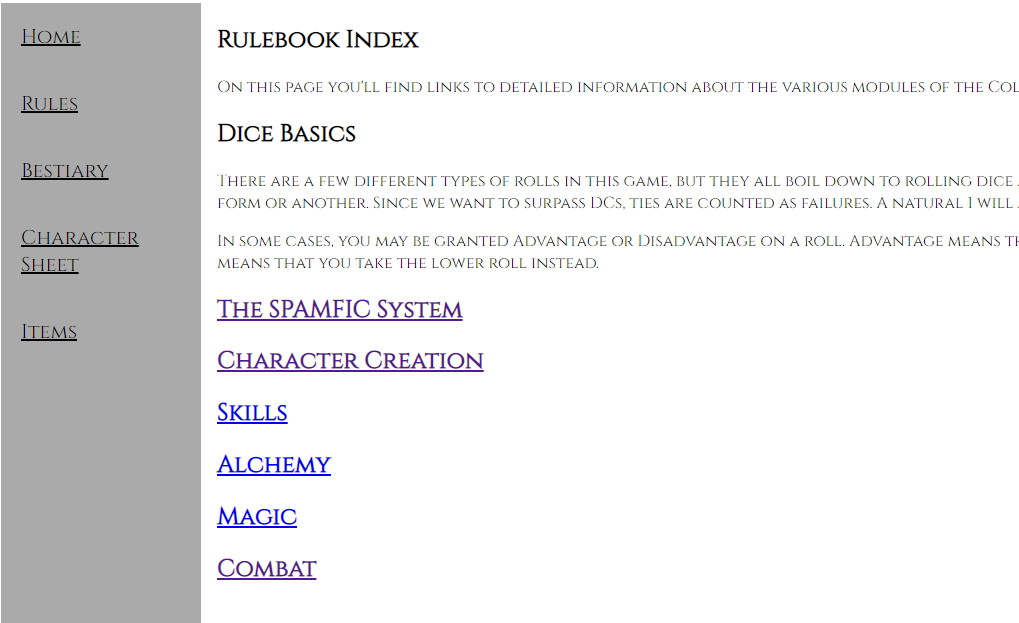 Home
Rules
Bestiary
Character
Sheet
Items
Rulebook Index
On this page you'll find links to detailed information about the various modules of the Col
Dice Basics
There are a few different types of rolls in this game, but they all boil down to rolling dice
form or another. Since we want to surpass DCs, ties are counted as failures. A natural 1 will
In some cases, you may be granted Advantage or Disadvantage on a roll. Advantage means th
means that you take the lower roll instead.
The SPAMFIC System
Character Creation
Skills
Alchemy
Magic
Combat